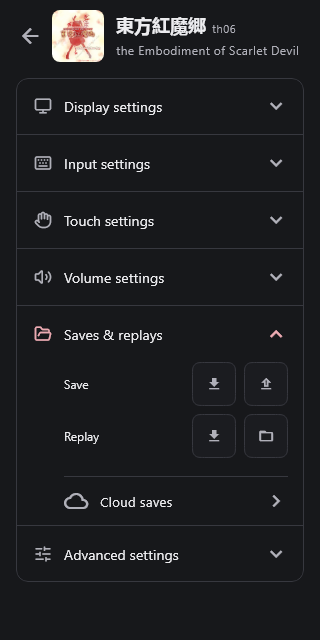 東方紅魔郷 th06
the Embodiment of Scarlet Devil
Display settings
Input settings
Touch settings
Volume settings
Saves & replays
Save
Replay
Cloud saves
Advanced settings